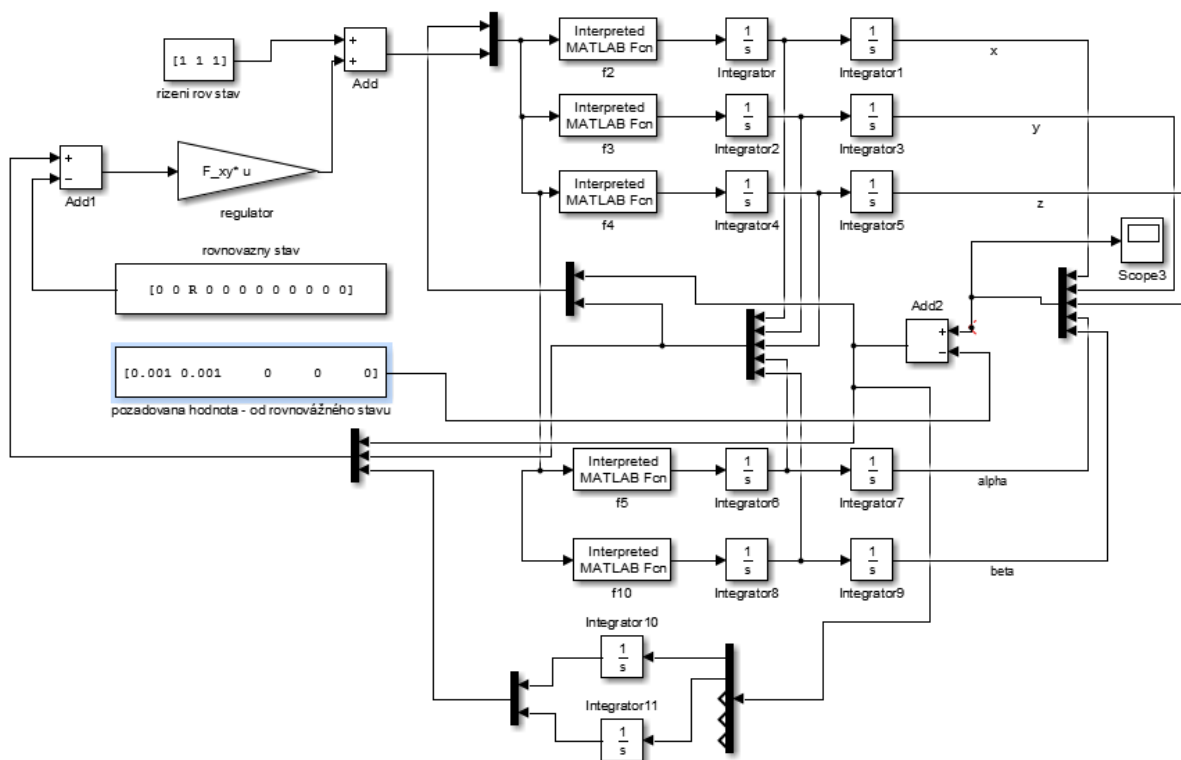 [1 1 1]
rizeni rov stav
+
+
Add
Interpreted
MATLAB Fcn
f2
1
s
Integrator
1
s
Integrator1
x
Interpreted
MATLAB Fcn
f3
1
s
Integrator2
1
s
Integrator3
y
+
−
Add1
F_xy* u
regulator
Interpreted
MATLAB Fcn
f4
1
s
Integrator4
1
s
Integrator5
z
rovnovazny stav
[0 0 R 0 0 0 0 0 0 0 0 0]
Scope3
Add2
+
−
[0.001 0.001 0 0 0]
pozadovana hodnota - od rovnovážného stavu
Interpreted
MATLAB Fcn
f5
1
s
Integrator6
1
s
Integrator7
alpha
Interpreted
MATLAB Fcn
f10
1
s
Integrator8
1
s
Integrator9
beta
Integrator10
1
s
Integrator11
1
s